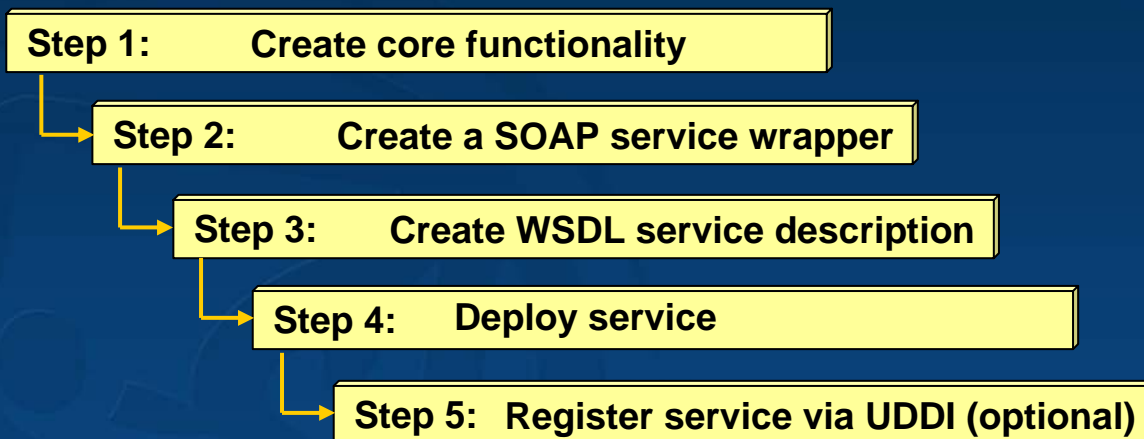 Step 1: Create core functionality
Step 2: Create a SOAP service wrapper
Step 3: Create WSDL service description
Step 4: Deploy service
Step 5: Register service via UDDI (optional)